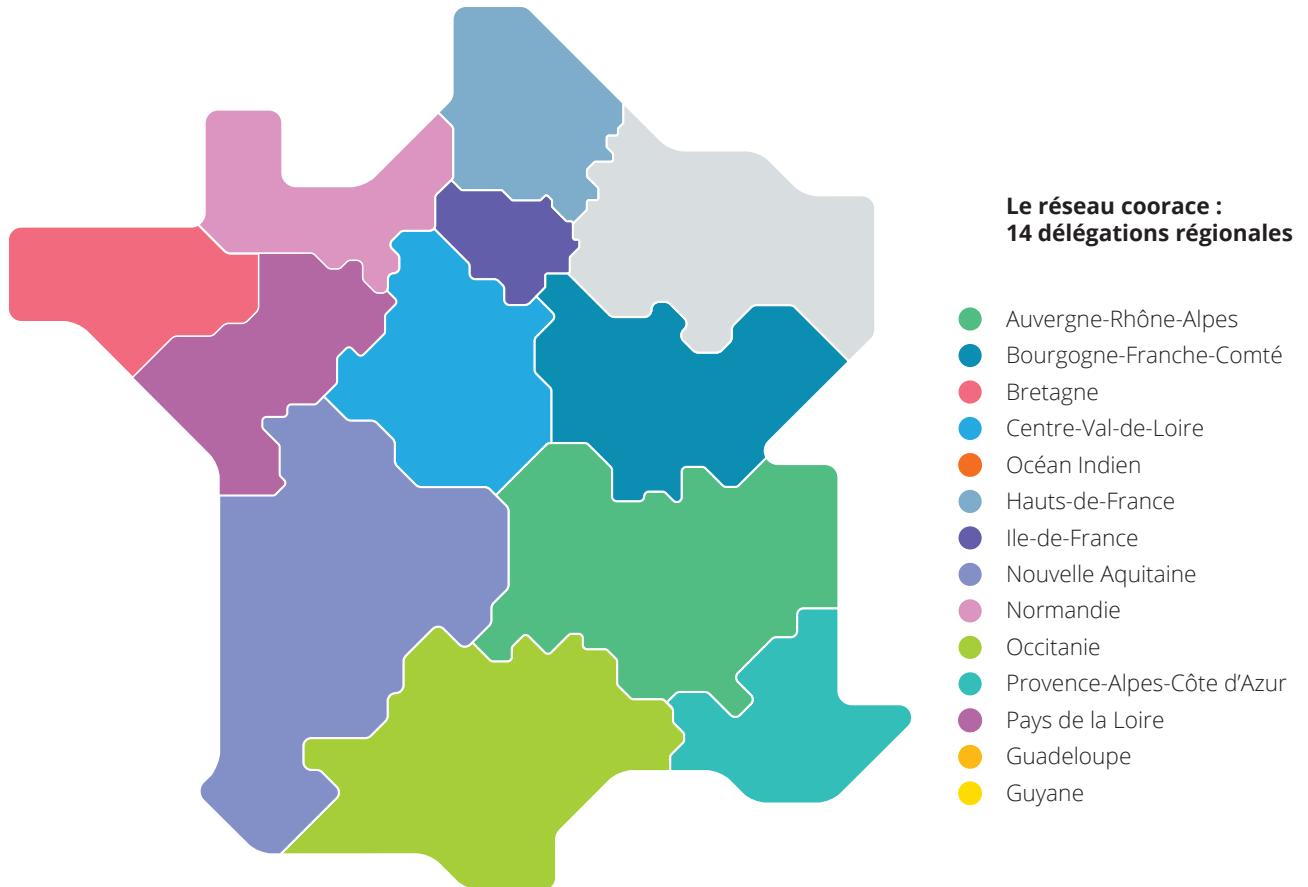 Le réseau coorace :
14 délégations régionales
Auvergne-Rhône-Alpes
Bourgogne-Franche-Comté
Bretagne
Centre-Val-de-Loire
Océan Indien
Hauts-de-France
Ile-de-France
Nouvelle Aquitaine
Normandie
Occitanie
Provence-Alpes-Côte d’Azur
Pays de la Loire
Guadeloupe
Guyane